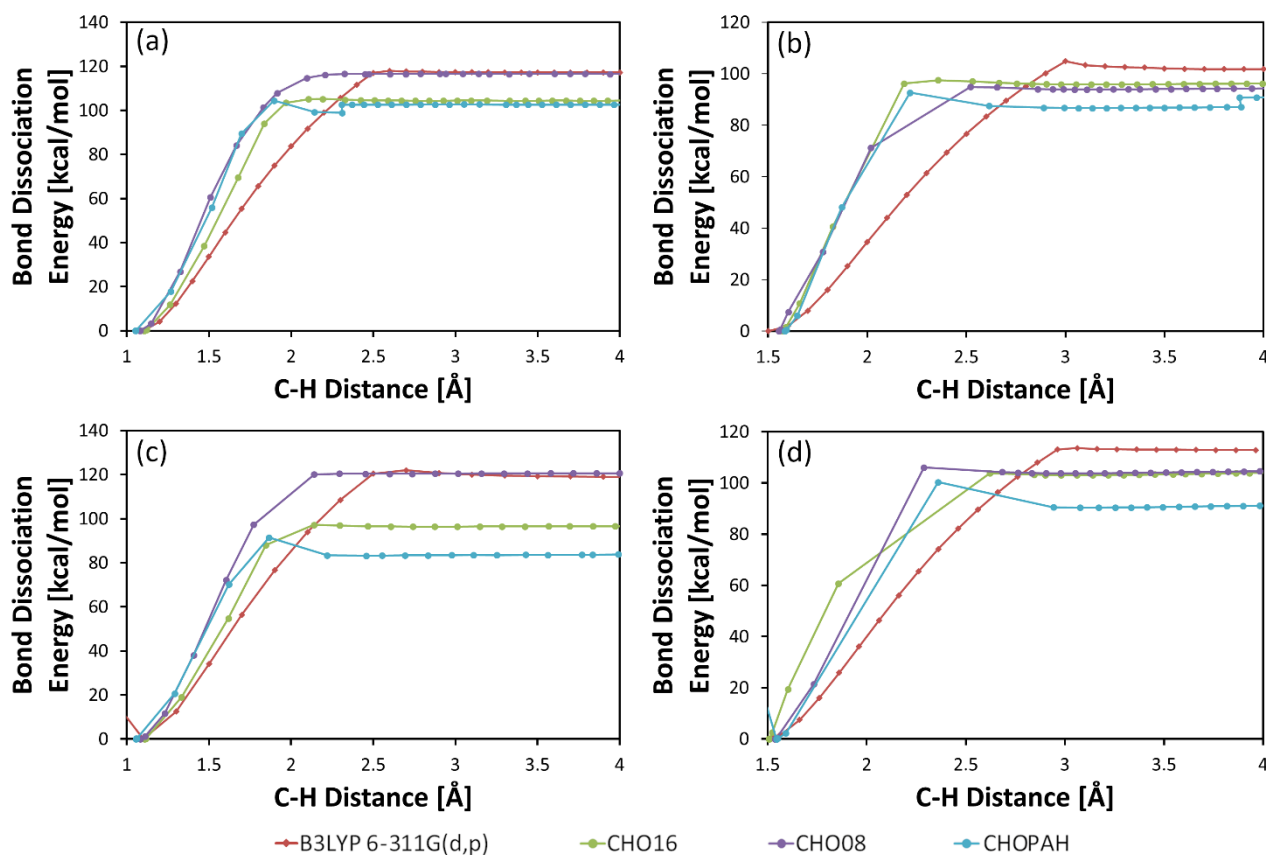 (a)
140
120
100
80
60
40
20
0
Bond Dissociation
Energy [kcal/mol]
1 1.5 2 2.5 3 3.5 4
C-H Distance [Å]
(b)
120
100
80
60
40
20
0
Bond Dissociation
Energy [kcal/mol]
1.5 2 2.5 3 3.5 4
C-H Distance [Å]
(c)
140
120
100
80
60
40
20
0
Bond Dissociation
Energy [kcal/mol]
1 1.5 2 2.5 3 3.5 4
C-H Distance [Å]
(d)
120
100
80
60
40
20
0
Bond Dissociation
Energy [kcal/mol]
1.5 2 2.5 3 3.5 4
C-H Distance [Å]
B3LYP 6-311G(d,p) CHO16 CHO08 CHOPAH